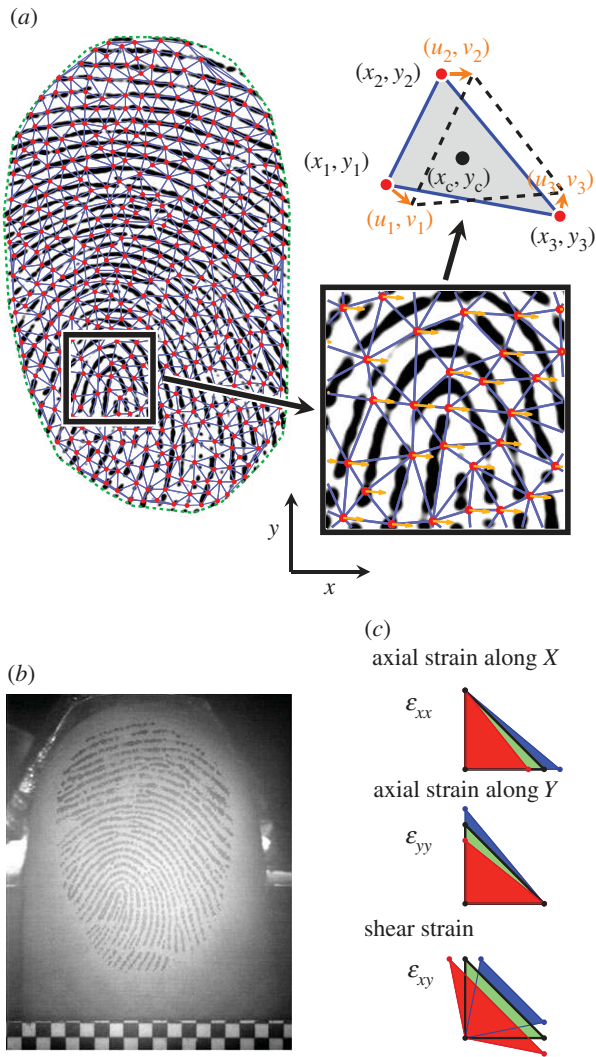 (a)
(u2, v2)
(x2, y2)
(x1, y1)
(xc, yc)
(u3, v3)
(u1, v1)
(x3, y3)
y
x
(b)
(c)
axial strain along X
εxx
axial strain along Y
εyy
shear strain
εxy